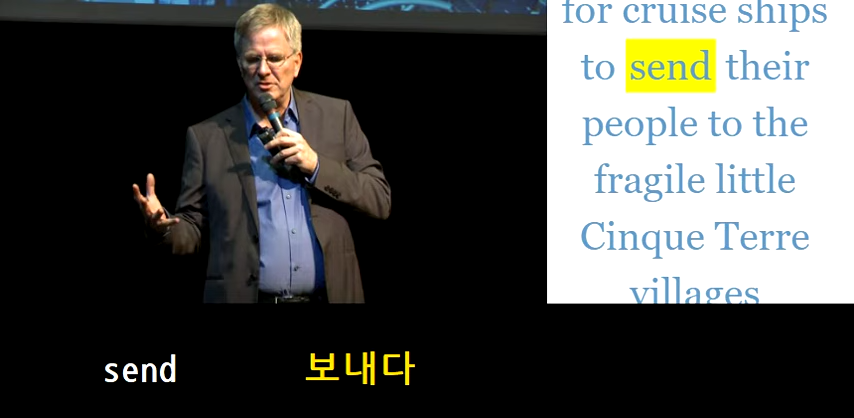 for cruise ships
to send their
people to the
fragile little
Cinque Terre
villages
send 보내다